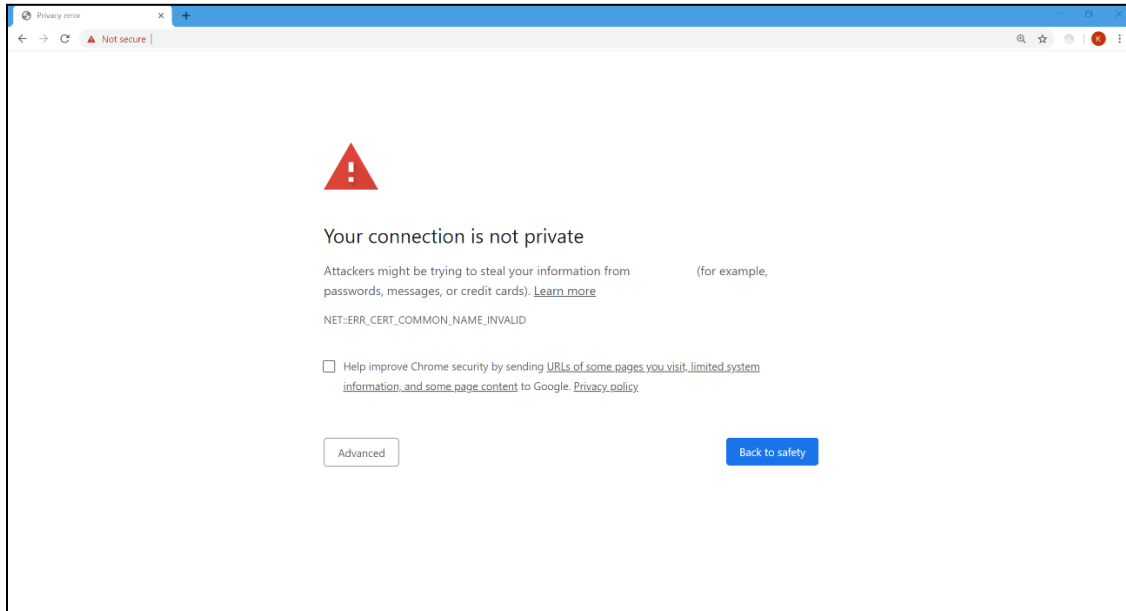 Privacy error
Not secure
K
Your connection is not private
Attackers might be trying to steal your information from (for example,
passwords, messages, or credit cards). Learn more
NET::ERR_CERT_COMMON_NAME_INVALID
Help improve Chrome security by sending URLs of some pages you visit, limited system
information, and some page content to Google. Privacy policy
Advanced
Back to safety